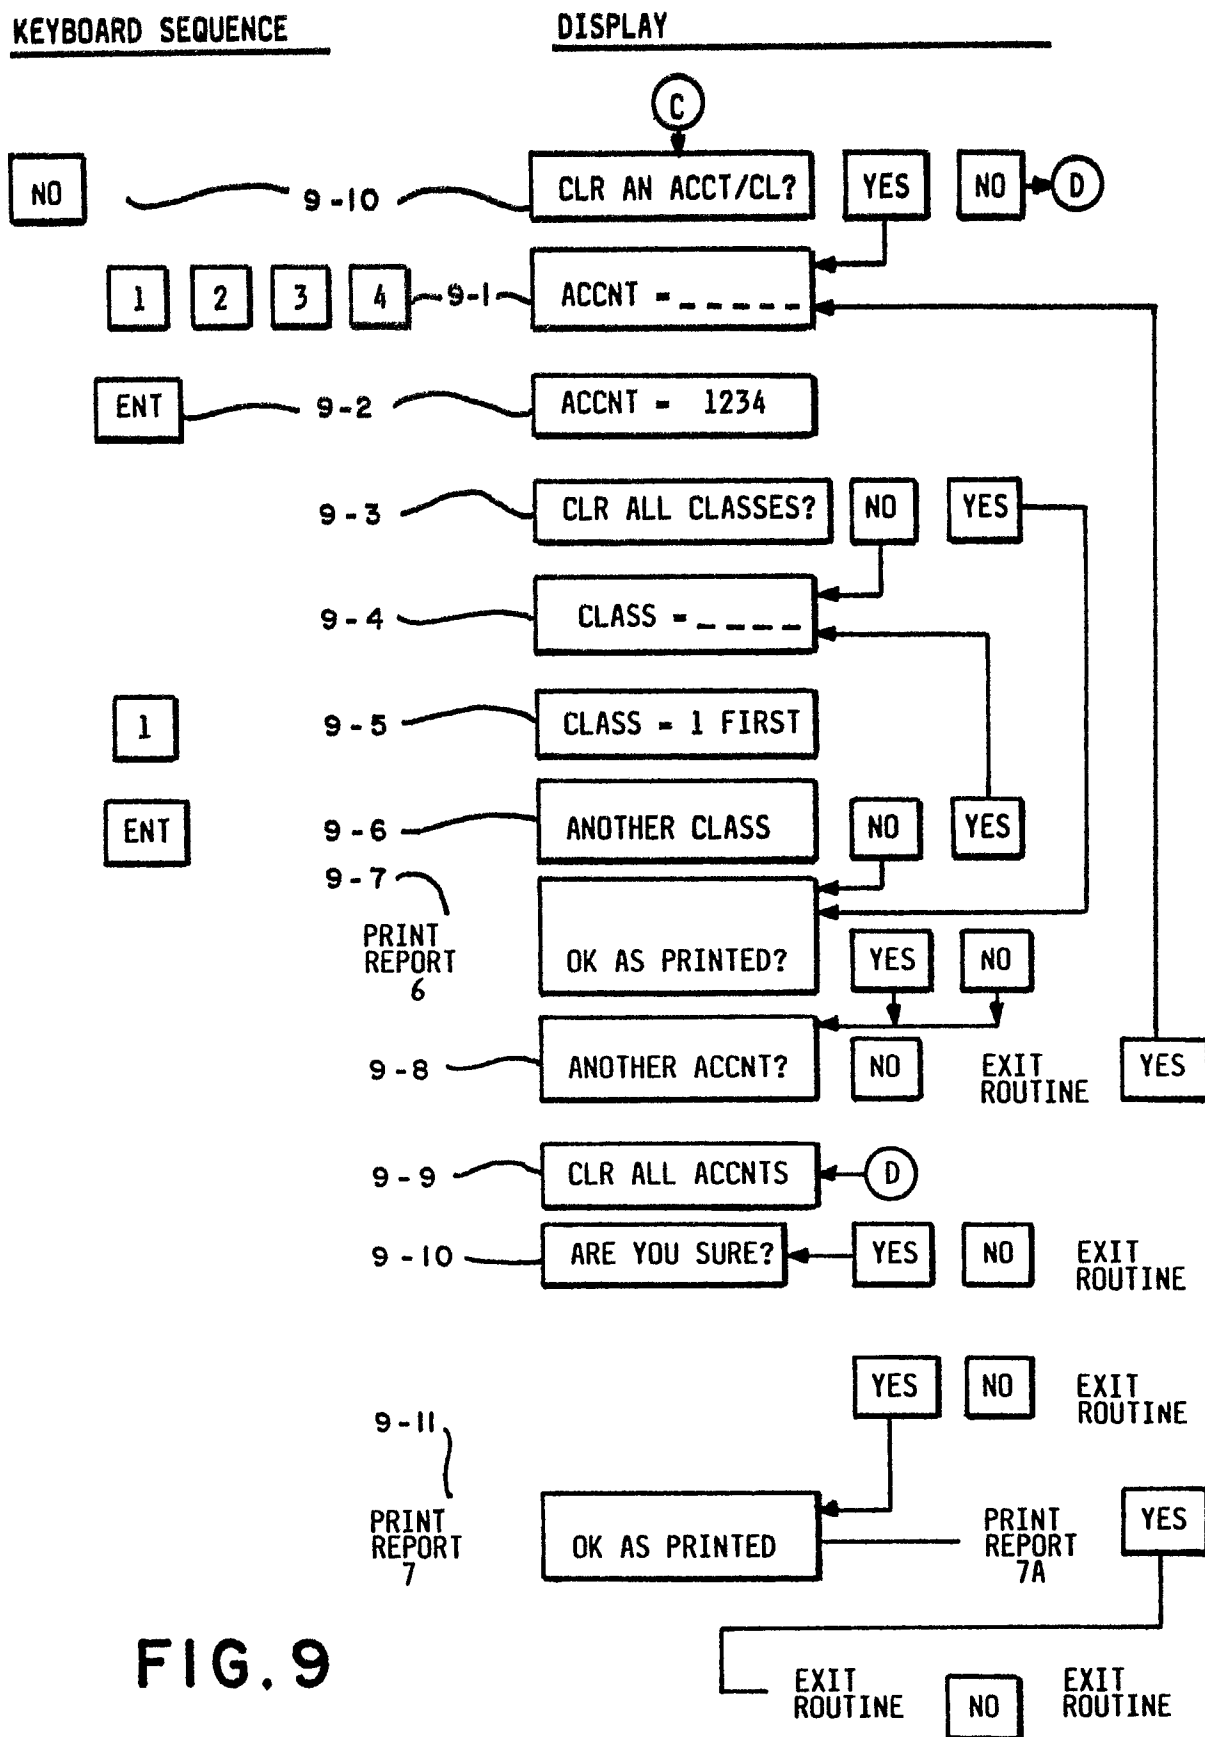 KEYBOARD SEQUENCE DISPLAY
C
NO 9-10 CLR AN ACCT/CL? YES NO D
1 2 3 4 9-1 ACCNT = _ _ _ _ _
ENT 9-2 ACCNT = 1234
9-3 CLR ALL CLASSES? NO YES
9-4 CLASS = _ _ _ _
1 9-5 CLASS = 1 FIRST
ENT 9-6 ANOTHER CLASS NO YES
9-7
PRINT
REPORT
6
OK AS PRINTED? YES NO
9-8 ANOTHER ACCNT? NO EXIT
ROUTINE
YES
9-9 CLR ALL ACCNTS D
9-10 ARE YOU SURE? YES NO EXIT
ROUTINE
YES NO EXIT
ROUTINE
9-11
PRINT
REPORT
7
OK AS PRINTED
PRINT
REPORT
7A
YES
EXIT
ROUTINE
NO
EXIT
ROUTINE
FIG. 9